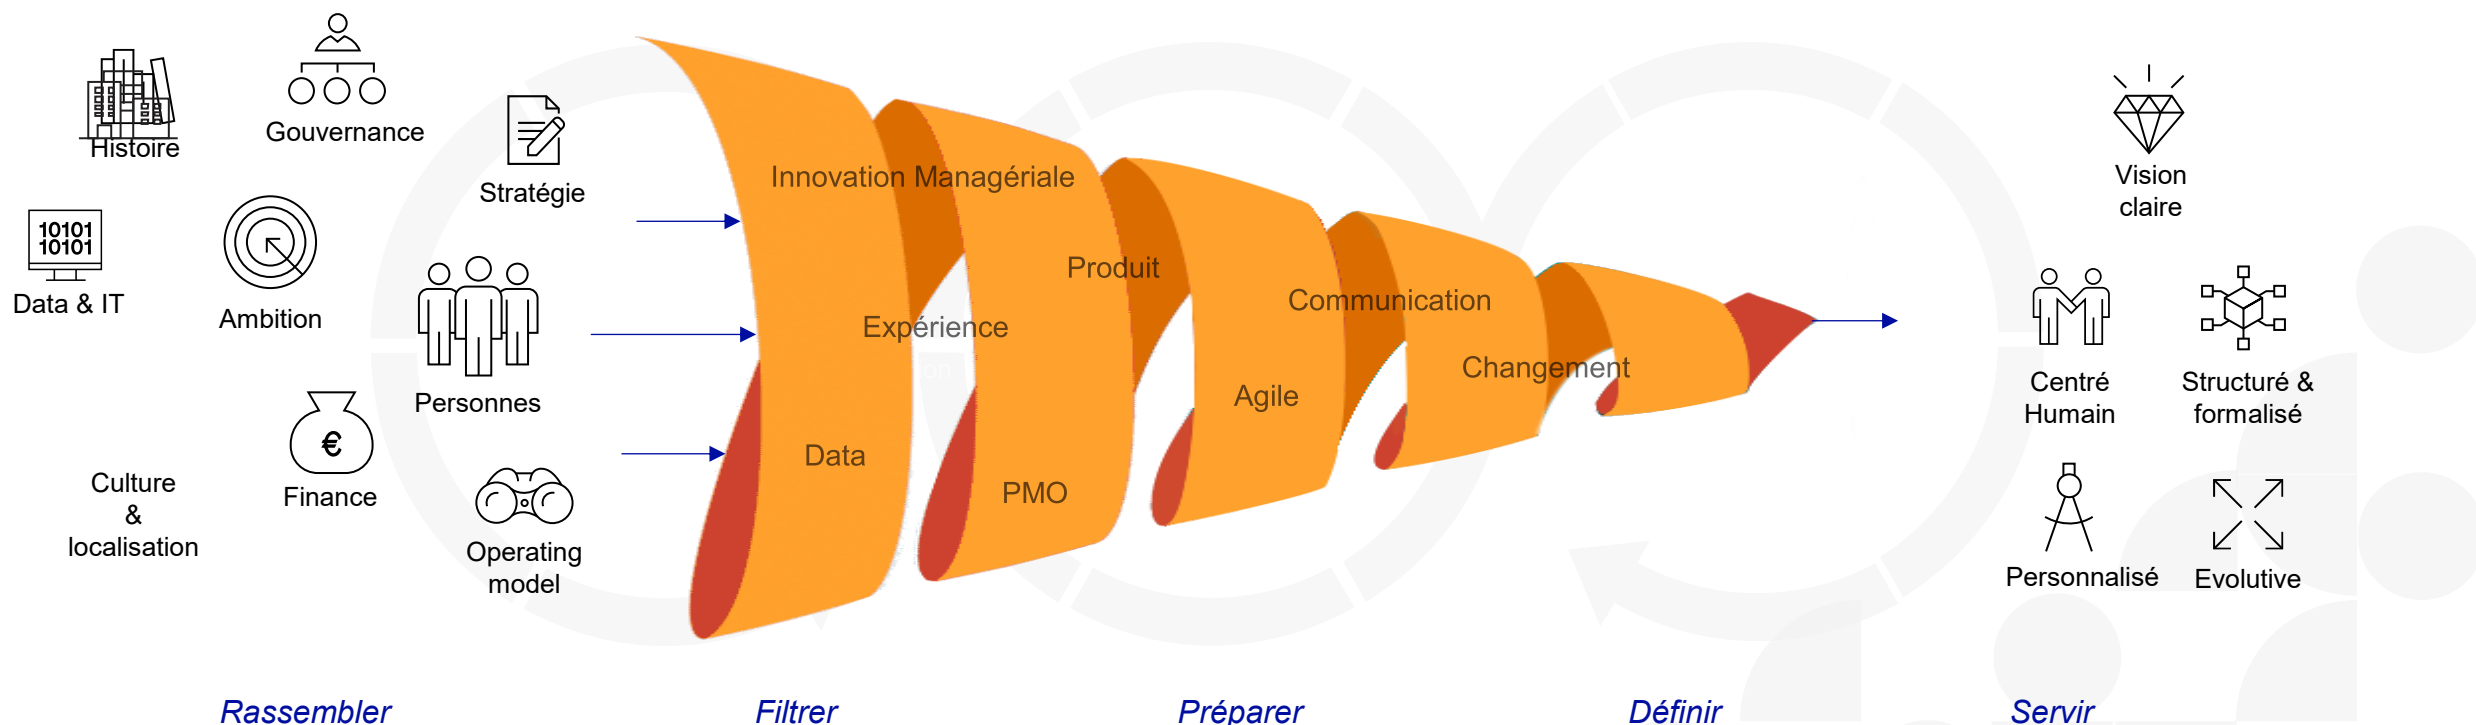 Histoire
Gouvernance
Stratégie
10101
10101
Data & IT
Ambition
Personnes
€
Finance
Culture
&
localisation
Operating
model
Innovation Managériale
Produit
Expérience
Communication
Changement
Agile
Data
PMO
Vision
claire
Centré
Humain
Structuré &
formalisé
Personnalisé
Evolutive
Rassembler
Filtrer
Préparer
Définir
Servir